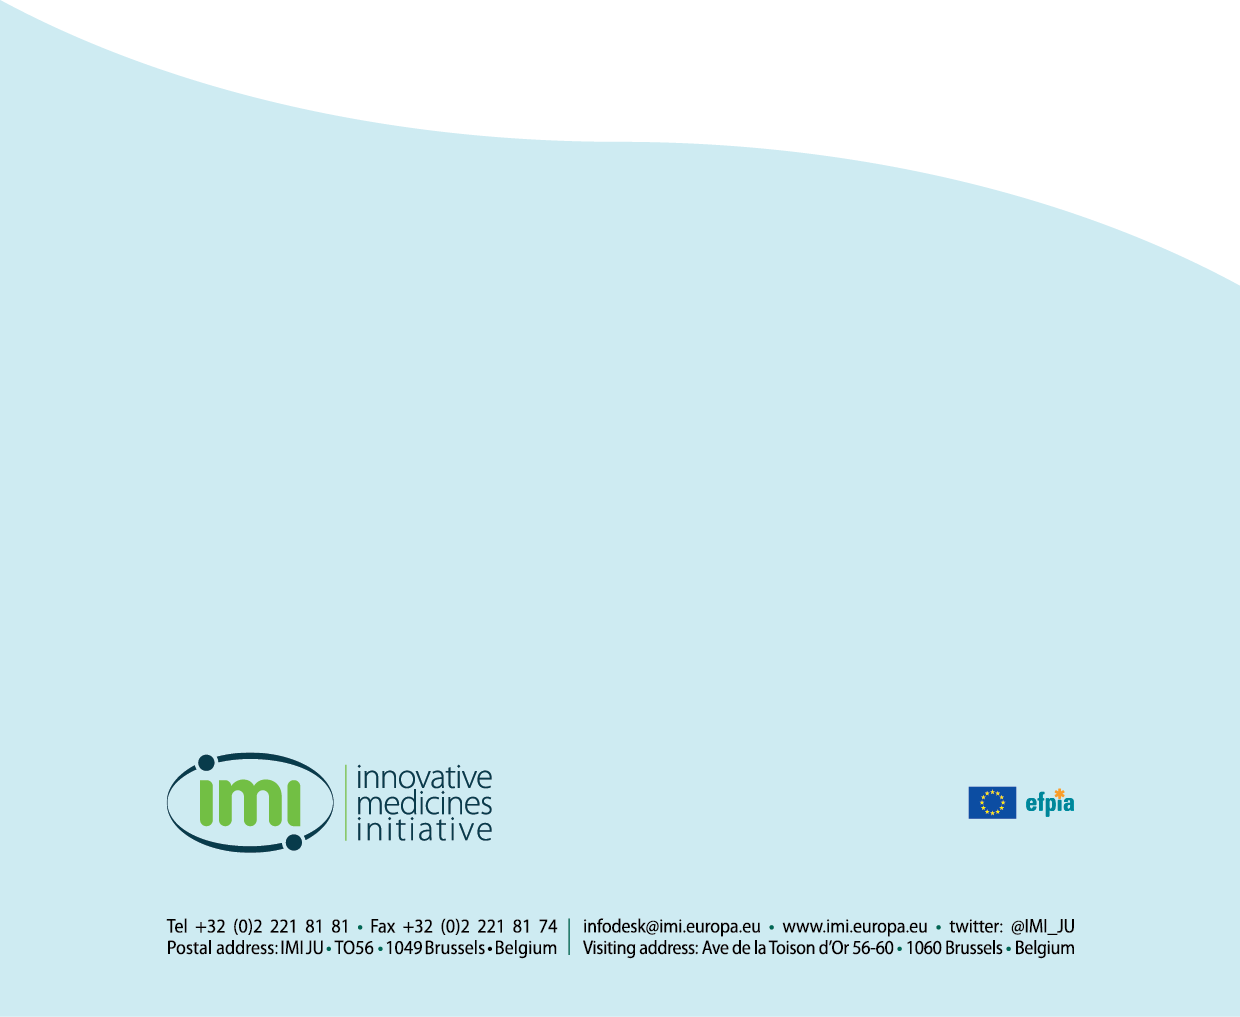 imi
innovative
medicines
initiative
efpia
Tel +32 (0)2 221 81 81 • Fax +32 (0)2 221 81 74
Postal address: IMI JU • TO56 • 1049 Brussels • Belgium
infodesk@imi.europa.eu • www.imi.europa.eu • twitter: @IMI_JU
Visiting address: Ave de la Toison d’Or 56-60 • 1060 Brussels • Belgium